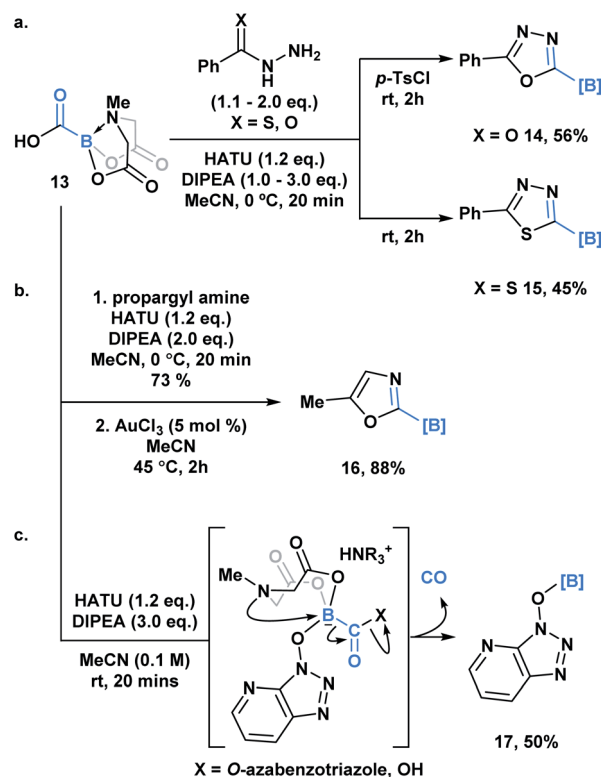 a.
X
Ph
N
H
NH2
(1.1 - 2.0 eq.)
X = S, O
HATU (1.2 eq.)
DIPEA (1.0 - 3.0 eq.)
MeCN, 0 ºC, 20 min
O
HO
B
NMe
O
O
O
O
13
p-TsCl
rt, 2h
N
N
Ph
O
[B]
X = O 14, 56%
rt, 2h
N
N
Ph
S
[B]
X = S 15, 45%
b.
1. propargyl amine
HATU (1.2 eq.)
DIPEA (2.0 eq.)
MeCN, 0 °C, 20 min
73 %
2. AuCl3 (5 mol %)
MeCN
45 °C, 2h
N
Me
O
[B]
16, 88%
c.
HATU (1.2 eq.)
DIPEA (3.0 eq.)
MeCN (0.1 M)
rt, 20 mins
O
O
HNR3+
Me
N
O
O
B
C
X
O
O
N
N
N
N
X = O-azabenzotriazole, OH
CO
[B]
O
N
N
N
N
17, 50%